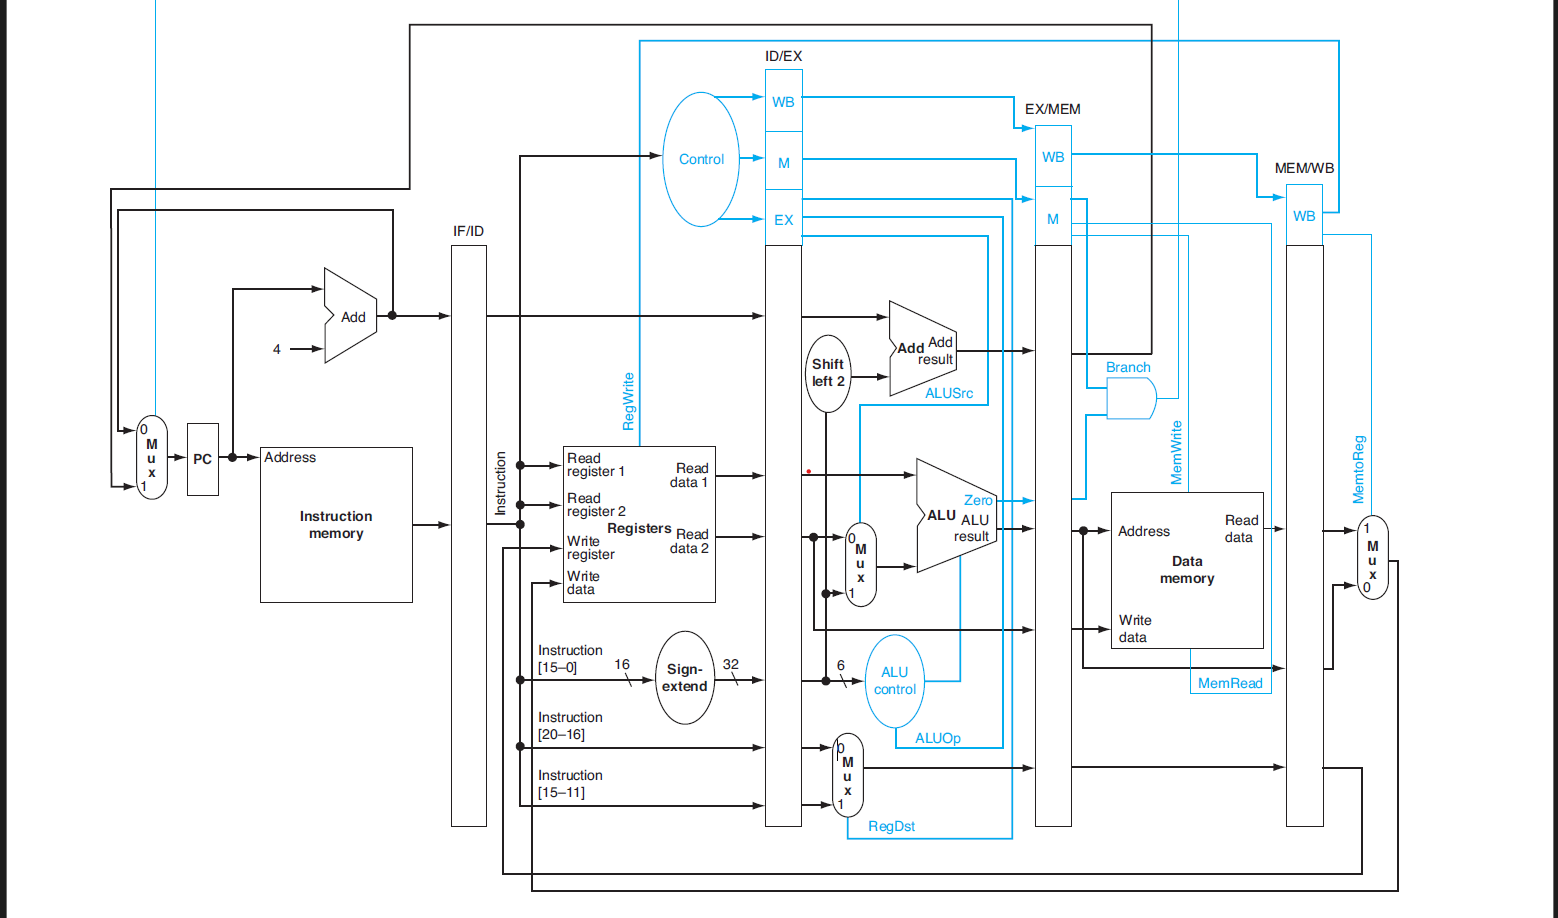 ID/EX
WB
EX/MEM
Control
M
WB
MEM/WB
EX
M
WB
IF/ID
Add
4
Add Add
result
Shift
left 2
Branch
ALUSrc
RegWrite
MemWrite
MemtoReg
0
M
u
x
1
PC
Address
Instruction
memory
Instruction
Read
register 1
Read
data 1
Read
register 2
Registers
Read
data 2
Write
register
Write
data
Zero
ALU ALU
result
0
M
u
x
1
Address
Read
data
Data
memory
Write
data
1
M
u
x
0
Instruction
[15–0]
16
Sign-
extend
32
6
ALU
control
MemRead
Instruction
[20–16]
ALUOp
0
M
u
x
1
Instruction
[15–11]
RegDst